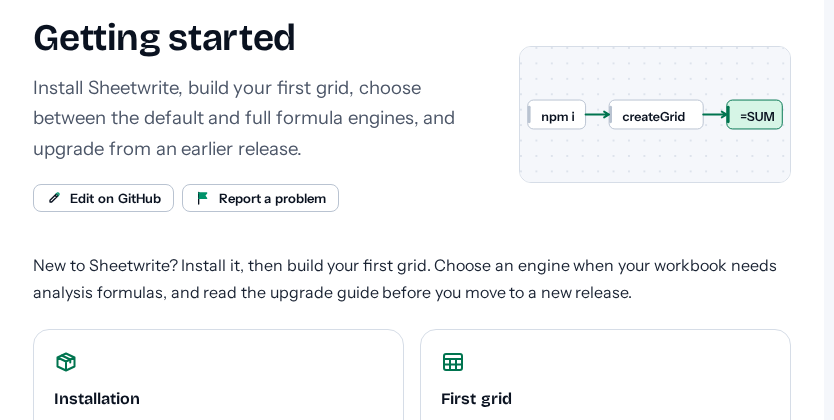 Getting started
Install Sheetwrite, build your first grid, choose
between the default and full formula engines, and
upgrade from an earlier release.
npm i
createGrid
=SUM
Edit on GitHub
Report a problem
New to Sheetwrite? Install it, then build your first grid. Choose an engine when your workbook needs
analysis formulas, and read the upgrade guide before you move to a new release.
Installation
First grid